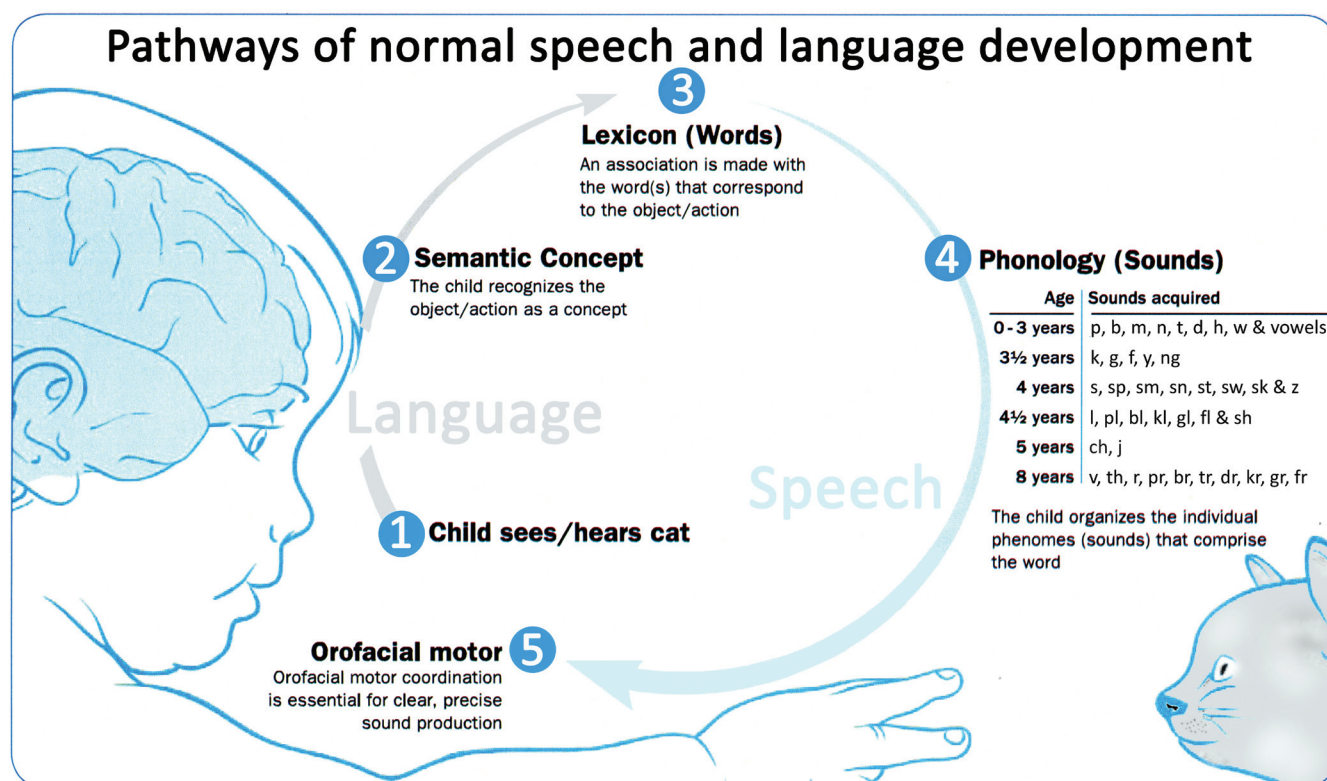 Pathways of normal speech and language development
3
Lexicon (Words)
An association is made with
the word(s) that correspond
to the object/action
2 Semantic Concept
The child recognizes the
object/action as a concept
4 Phonology (Sounds)
Age Sounds acquired
0 - 3 years p, b, m, n, t, d, h, w & vowels
3½ years k, g, f, y, ng
4 years s, sp, sm, sn, st, sw, sk & z
4½ years l, pl, bl, kl, gl, fl & sh
5 years ch, j
8 years v, th, r, pr, br, tr, dr, kr, gr, fr
The child organizes the individual
phenomes (sounds) that comprise
the word
Language
Speech
1 Child sees/hears cat
Orofacial motor 5
Orofacial motor coordination
is essential for clear, precise
sound production